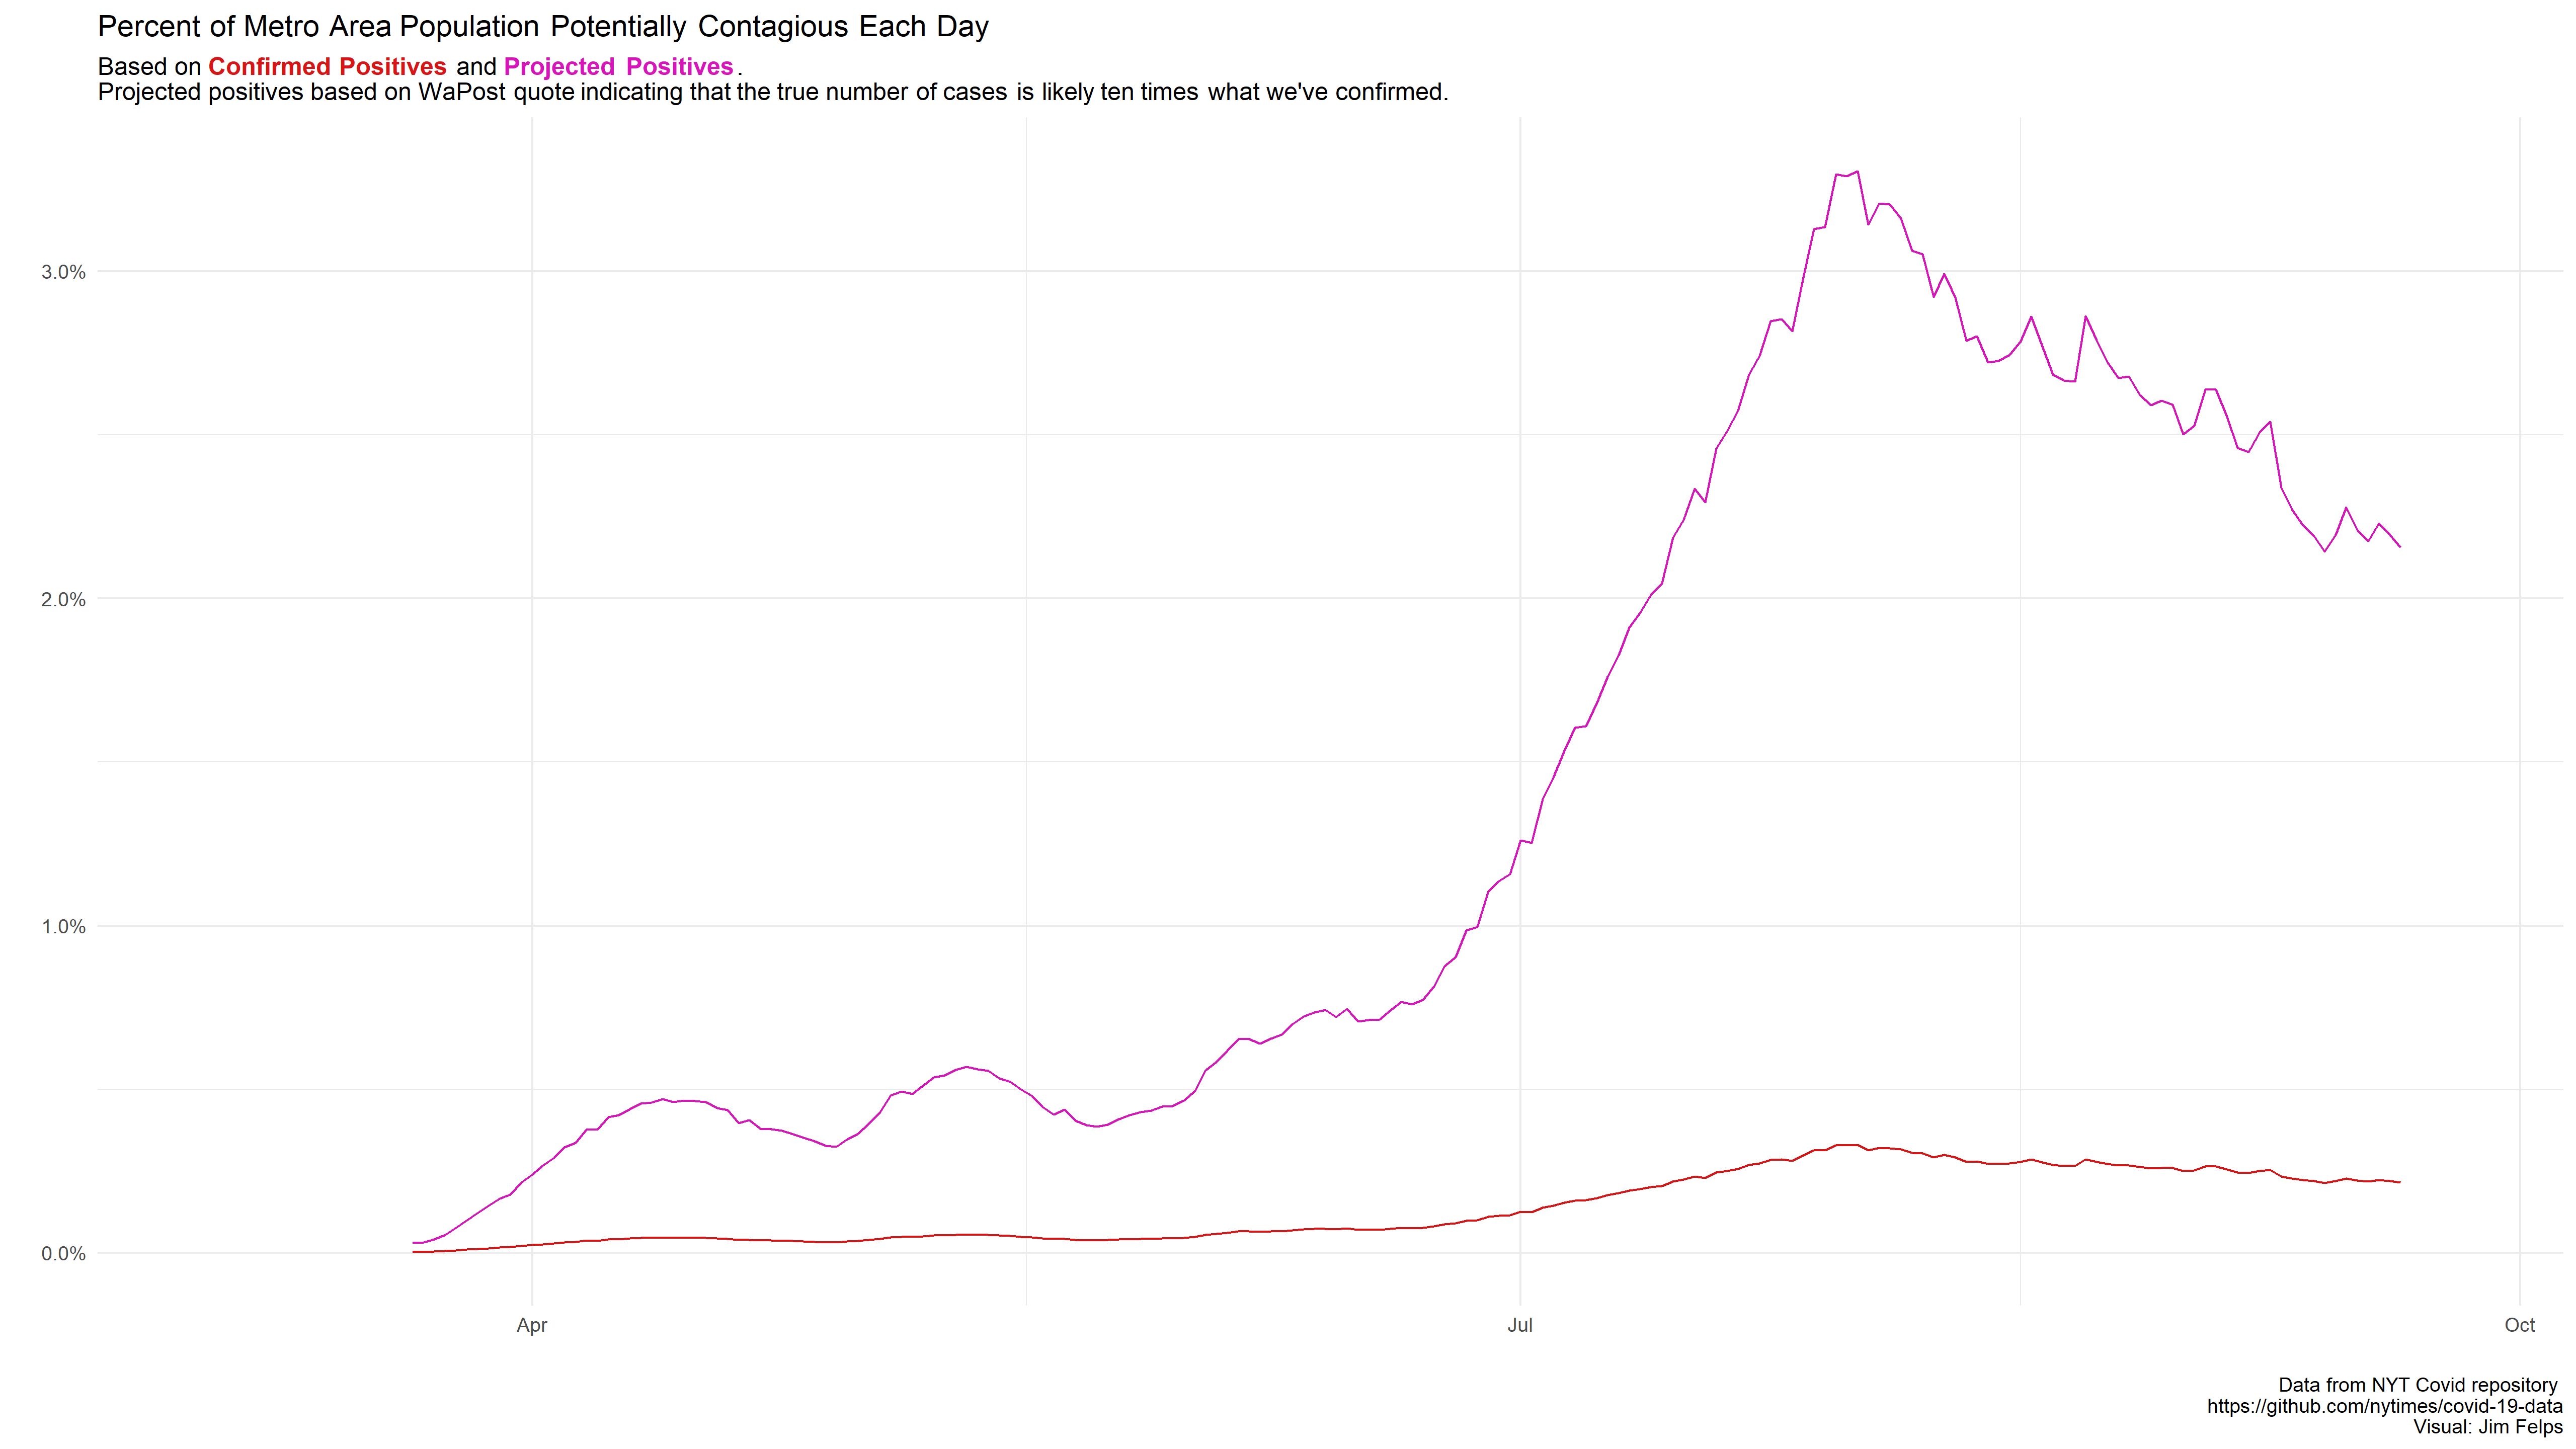 Percent of Metro Area Population Potentially Contagious Each Day
Based on Confirmed Positives and Projected Positives.
Projected positives based on WaPost quote indicating that the true number of cases is likely ten times what we've confirmed.
3.0%
2.0%
1.0%
0.0%
Apr
Jul
Oct
Data from NYT Covid repository
https://github.com/nytimes/covid-19-data
Visual: Jim Felps